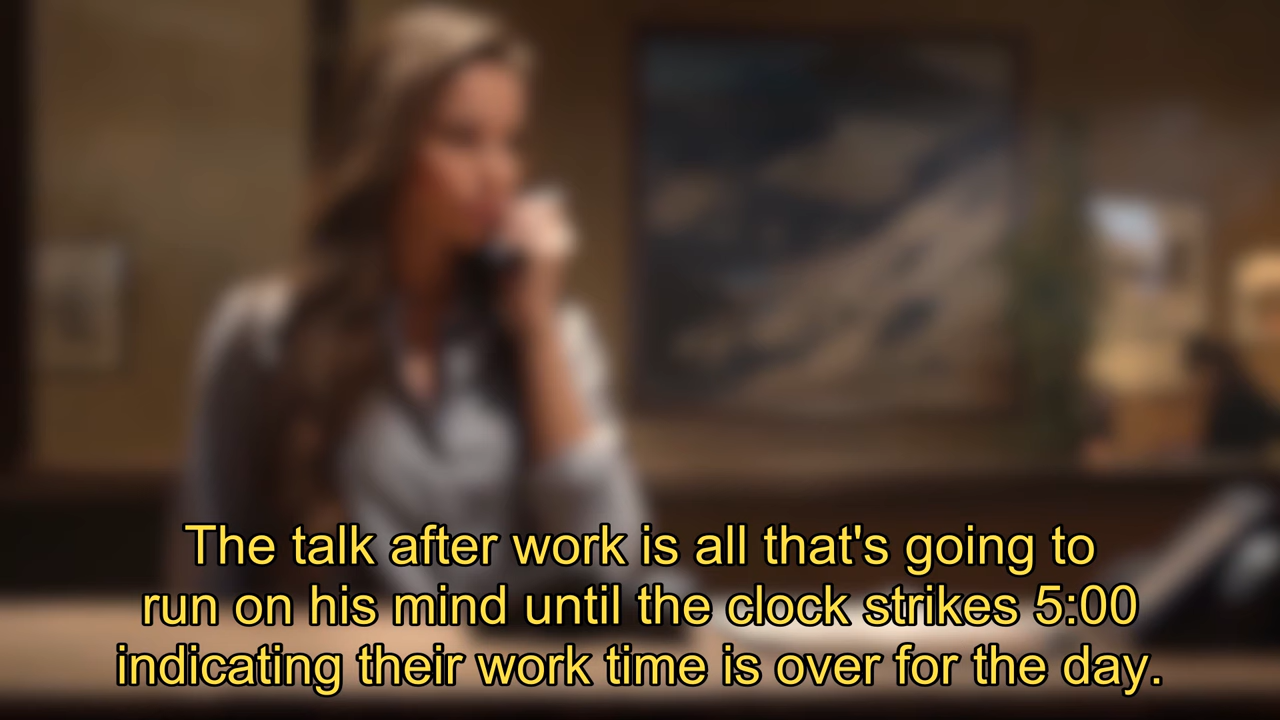 The talk after work is all that's going to
run on his mind until the clock strikes 5:00
indicating their work time is over for the day.